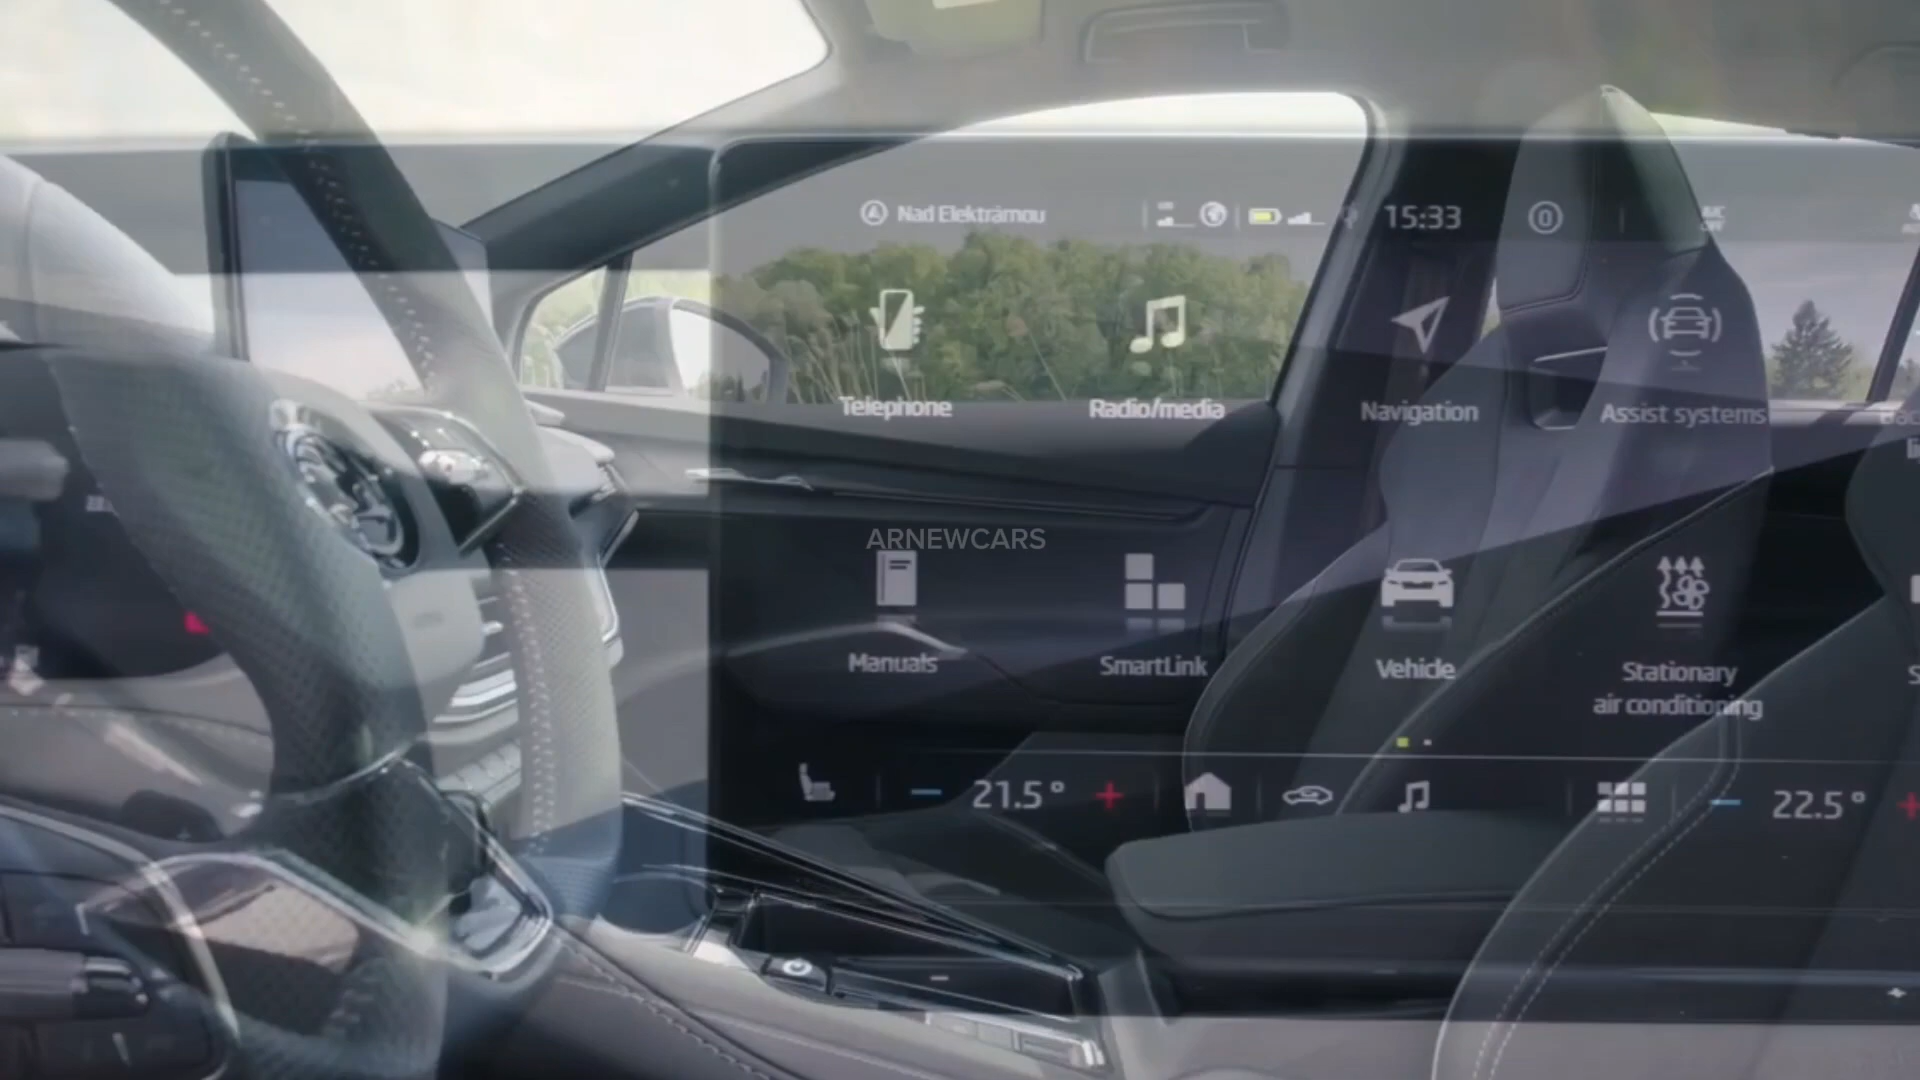 Nad Elektrárnou
15:33
Telephone
Radio/media
Navigation
Assist systems
ARNEWCARS
Manuals
SmartLink
Vehicle
Stationary
air conditioning
21.5°
22.5°